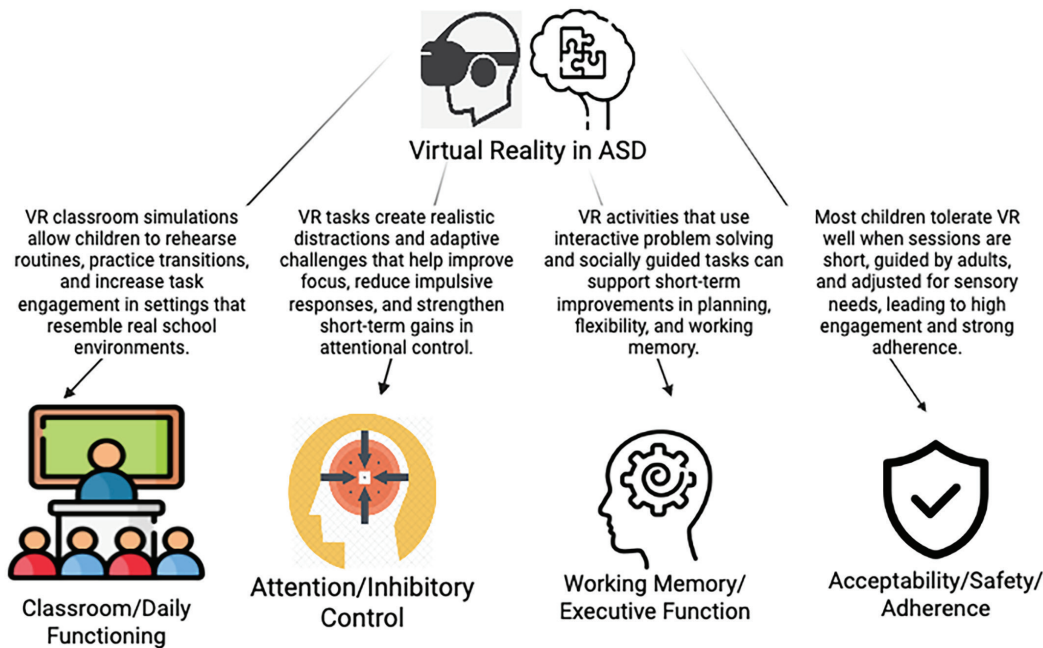 Virtual Reality in ASD
VR classroom simulations
allow children to rehearse
routines, practice transitions,
and increase task
engagement in settings that
resemble real school
environments.
VR tasks create realistic
distractions and adaptive
challenges that help improve
focus, reduce impulsive
responses, and strengthen
short-term gains in
attentional control.
VR activities that use
interactive problem solving
and socially guided tasks can
support short-term
improvements in planning,
flexibility, and working
memory.
Most children tolerate VR
well when sessions are
short, guided by adults,
and adjusted for sensory
needs, leading to high
engagement and strong
adherence.
Classroom/Daily
Functioning
Attention/Inhibitory
Control
Working Memory/
Executive Function
Acceptability/Safety/
Adherence